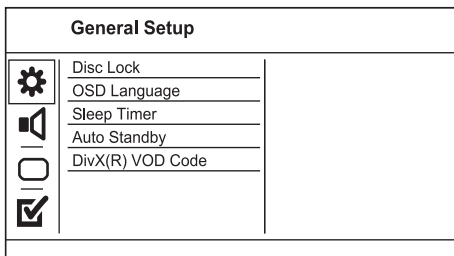 General Setup
Disc Lock
OSD Language
Sleep Timer
Auto Standby
DivX(R) VOD Code